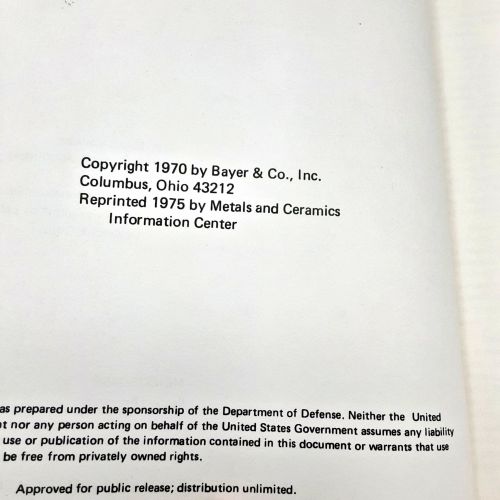 Copyright 1970 by Bayer & Co., Inc.
Columbus, Ohio 43212
Reprinted 1975 by Metals and Ceramics
Information Center
as prepared under the sponsorship of the Department of Defense. Neither the United
nor any person acting on behalf of the United States Government assumes any liability
use or publication of the information contained in this document or warrants that use
be free from privately owned rights.
Approved for public release; distribution unlimited.